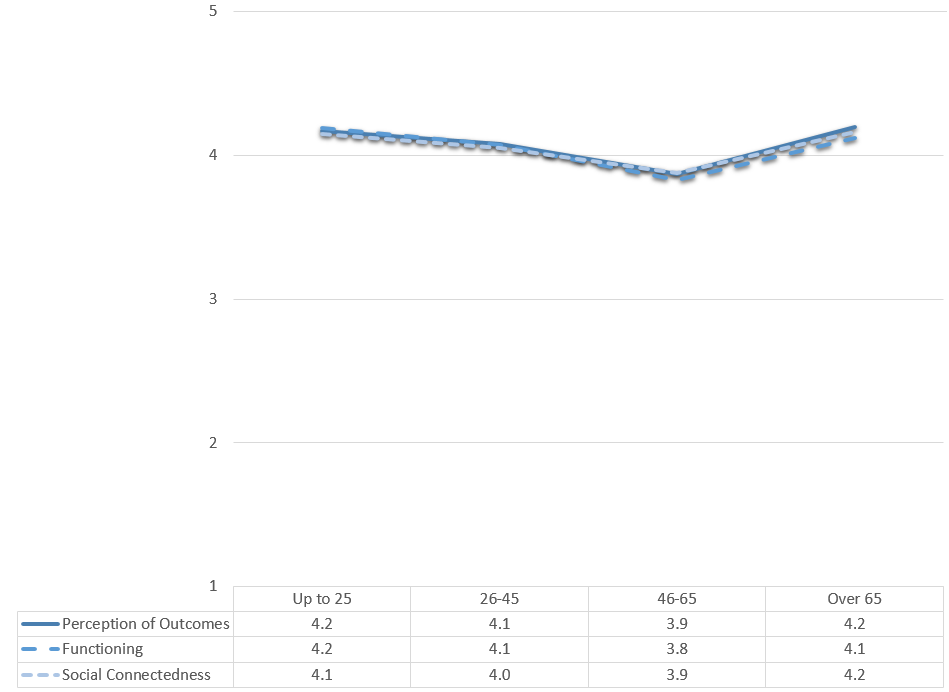 5
4
3
2
1
Up to 25 26-45 46-65 Over 65
Perception of Outcomes 4.2 4.1 3.9 4.2
Functioning 4.2 4.1 3.8 4.1
Social Connectedness 4.1 4.0 3.9 4.2